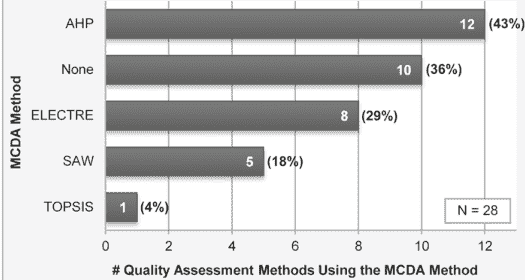 MCDA Method
AHP 12 (43%)
None 10 (36%)
ELECTRE 8 (29%)
SAW 5 (18%)
TOPSIS 1 (4%)
N = 28
0 2 4 6 8 10 12
# Quality Assessment Methods Using the MCDA Method